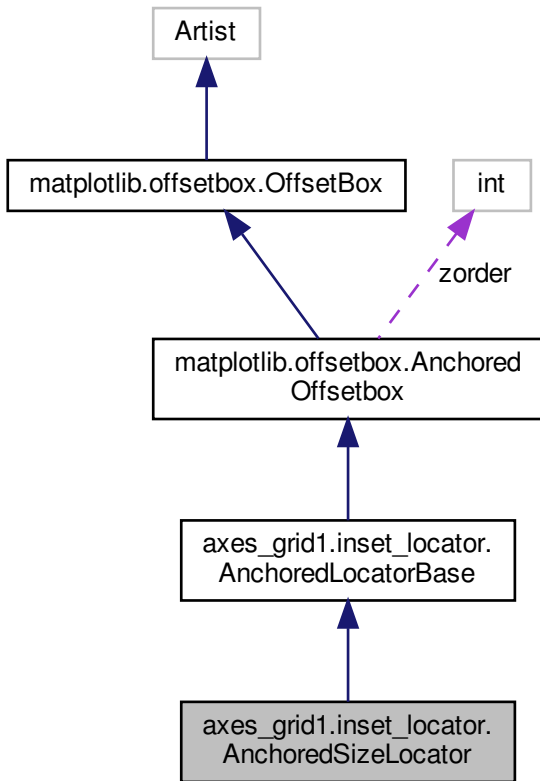 Artist
matplotlib.offsetbox.OffsetBox
int
zorder
matplotlib.offsetbox.Anchored
Offsetbox
axes_grid1.inset_locator.
AnchoredLocatorBase
axes_grid1.inset_locator.
AnchoredSizeLocator